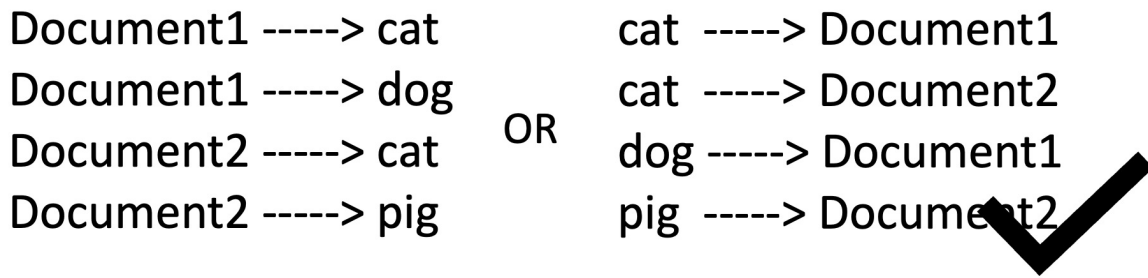 Document1 -----> cat
Document1 -----> dog
Document2 -----> cat
Document2 -----> pig
OR
cat -----> Document1
cat -----> Document2
dog -----> Document1
pig -----> Document2